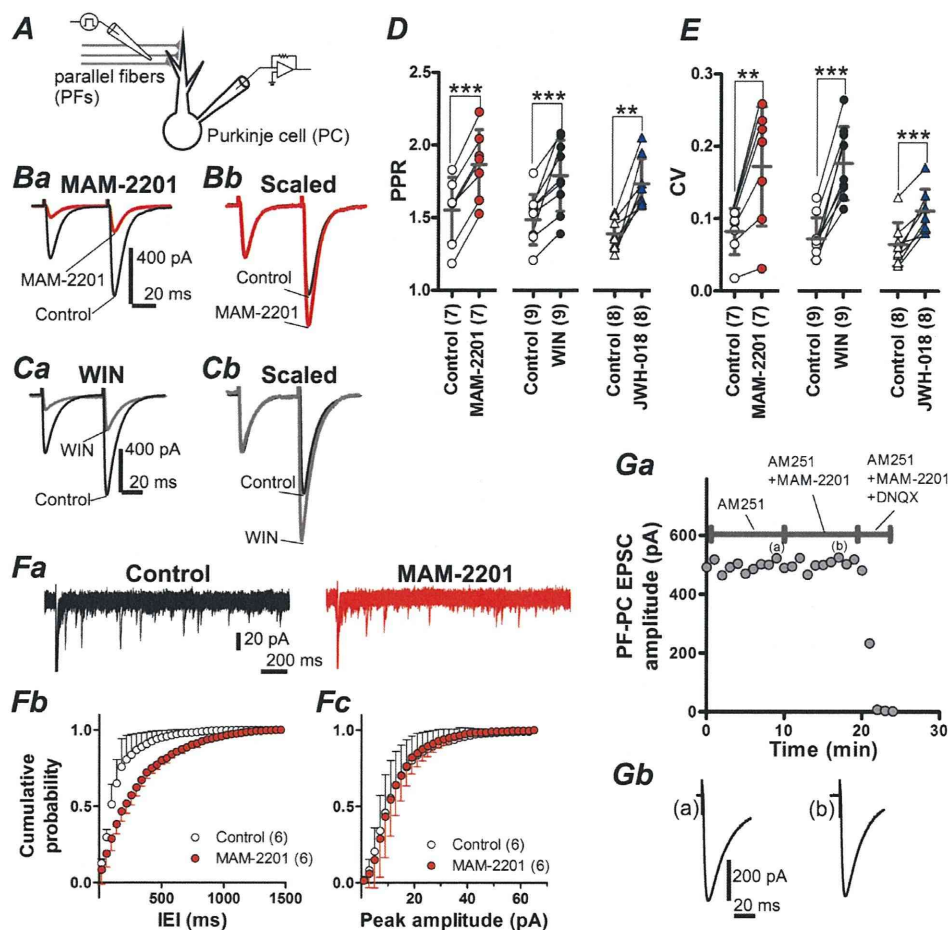 A
parallel fibers
(PFs)
Purkinje cell (PC)
Ba MAM-2201
MAM-2201
Control
400 pA
20 ms
Bb Scaled
Control
MAM-2201
Ca WIN
WIN
Control
400 pA
20 ms
Cb Scaled
Control
WIN
D
PPR
2.5
2.0
1.5
1.0
***
***
**
Control (7)
MAM-2201 (7)
Control (9)
WIN (9)
Control (8)
JWH-018 (8)
E
CV
0.3
0.2
0.1
0.0
**
***
***
Control (7)
MAM-2201 (7)
Control (9)
WIN (9)
Control (8)
JWH-018 (8)
Fa Control
MAM-2201
20 pA
200 ms
Fb
Cumulative
probability
1.0
0.5
0.0
Control (6)
MAM-2201 (6)
500
1000
1500
IEI (ms)
Fc
1.0
0.5
0.0
Control (6)
MAM-2201 (6)
0
20
40
60
Peak amplitude (pA)
Ga
AM251
AM251
+MAM-2201
AM251
+MAM-2201
+DNQX
(a)
(b)
PF-PC EPSC
amplitude (pA)
600
400
200
0
0
10
20
30
Time (min)
Gb
(a)
(b)
200 pA
20 ms